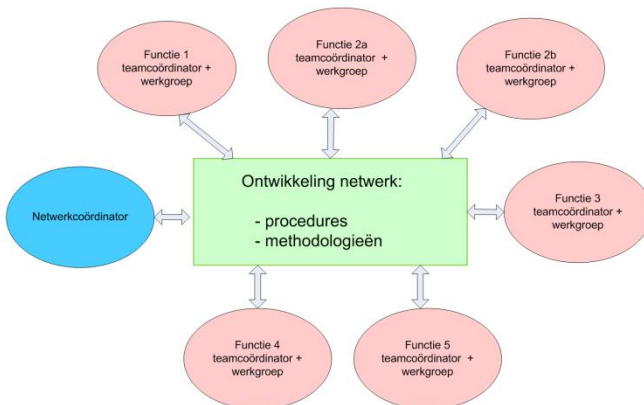 Functie 1
teamcoördinator +
werkgroep
Functie 2a
teamcoördinator +
werkgroep
Functie 2b
teamcoördinator +
werkgroep
Netwerkcoördinator
Ontwikkeling netwerk:
- procedures
- methodologieën
Functie 3
teamcoördinator +
werkgroep
Functie 4
teamcoördinator +
werkgroep
Functie 5
teamcoördinator +
werkgroep